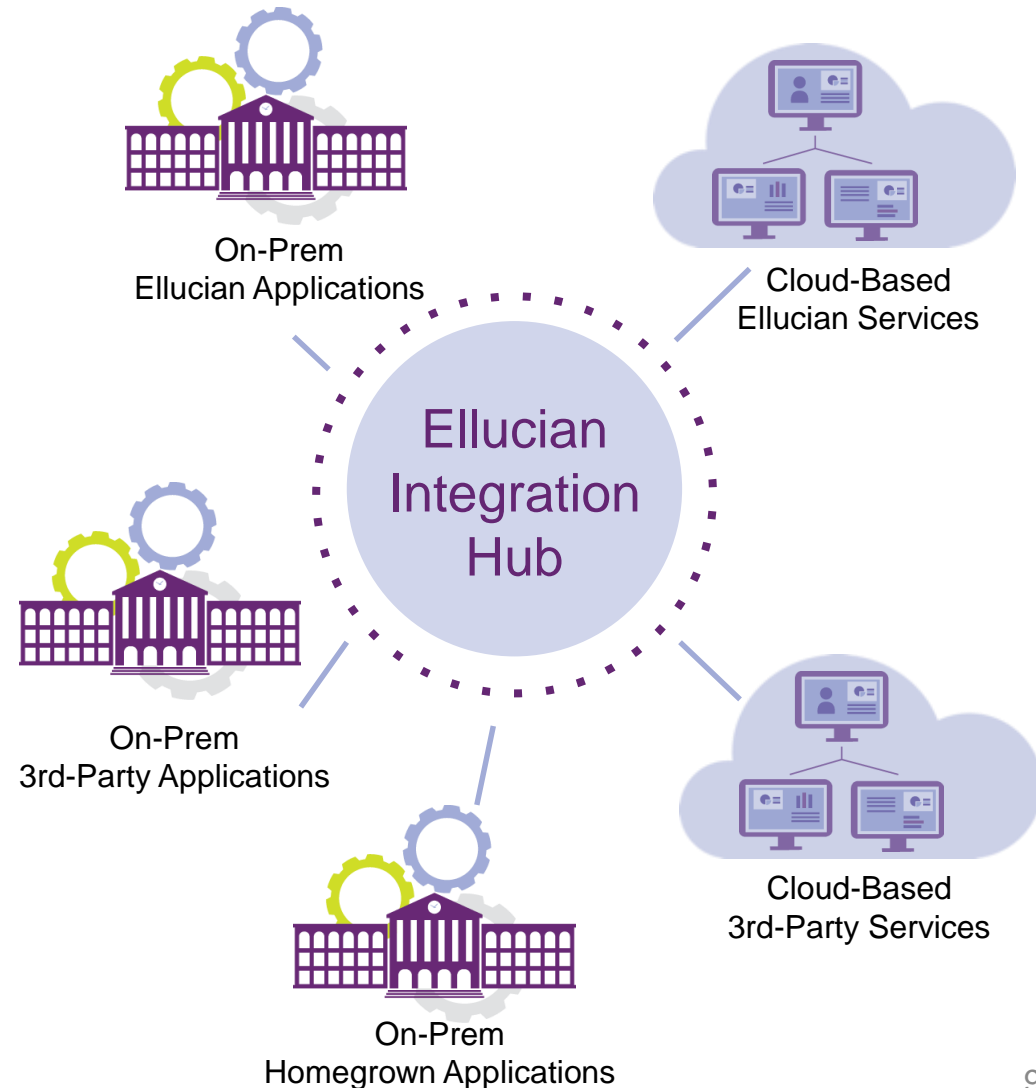 On-Prem
Ellucian Applications
Cloud-Based
Ellucian Services
Ellucian
Integration
Hub
On-Prem
3rd-Party Applications
Cloud-Based
3rd-Party Services
On-Prem
Homegrown Applications